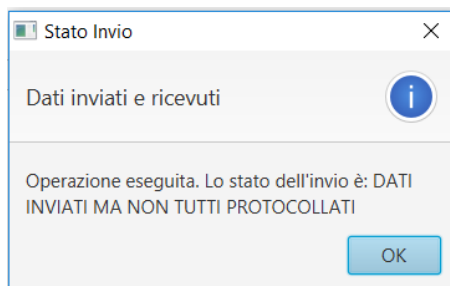 Stato Invio
Dati inviati e ricevuti
Operazione eseguita. Lo stato dell'invio è: DATI
INVIATI MA NON TUTTI PROTOCOLLATI
OK